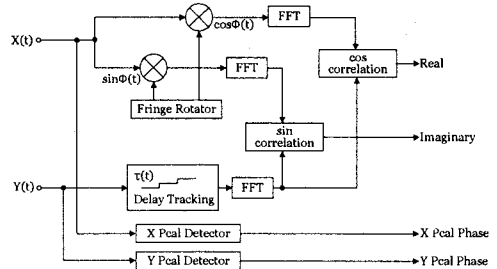 cosΦ(t)
FFT
X(t)
cos
correlation
Real
sinΦ(t)
FFT
Fringe Rotator
sin
correlation
Imaginary
τ(t)
Y(t)
FFT
Delay Tracking
X Pcal Detector
X Pcal Phase
Y Pcal Detector
Y Pcal Phase